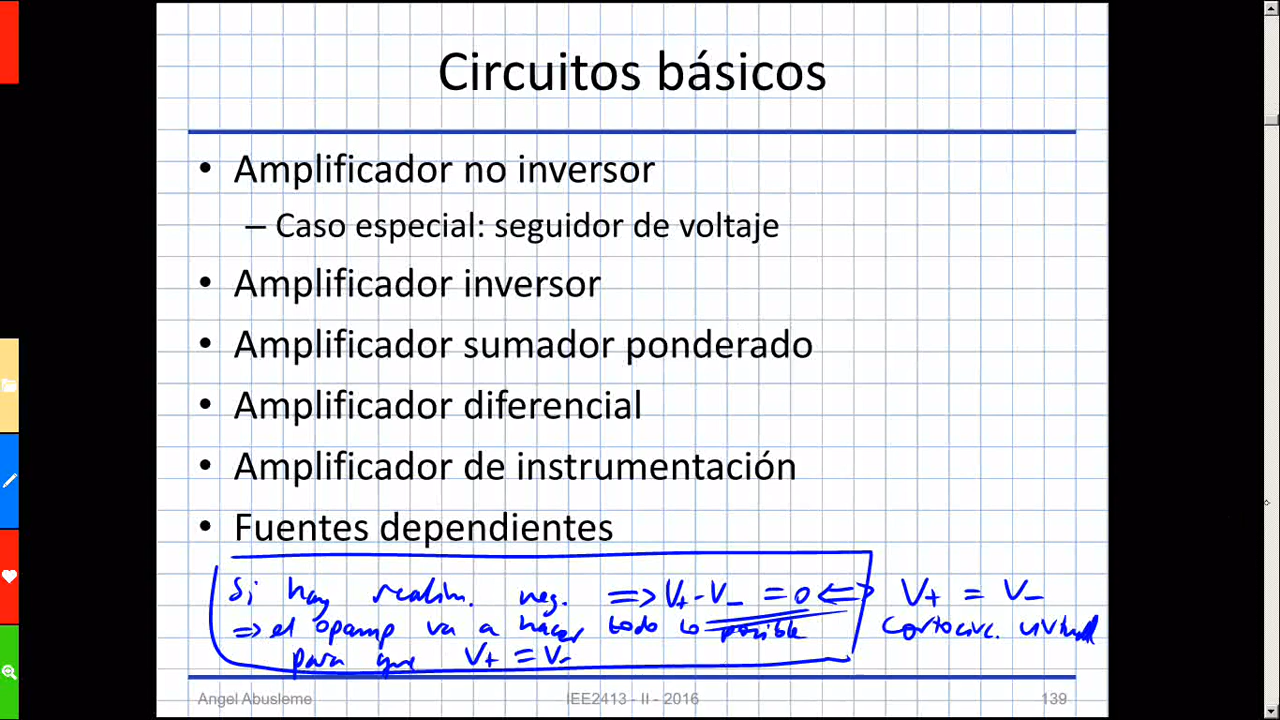 Circuitos básicos
• Amplificador no inversor
– Caso especial: seguidor de voltaje
• Amplificador inversor
• Amplificador sumador ponderado
• Amplificador diferencial
• Amplificador de instrumentación
• Fuentes dependientes
Si hay realim. neg. ⟹ V+ - V- = 0 ⟺ V+ = V-
⟹ el opamp va a hacer todo lo posible cortocirc. virtual
para que V+ = V-
Angel Abusleme IEE2413 - II - 2016 139